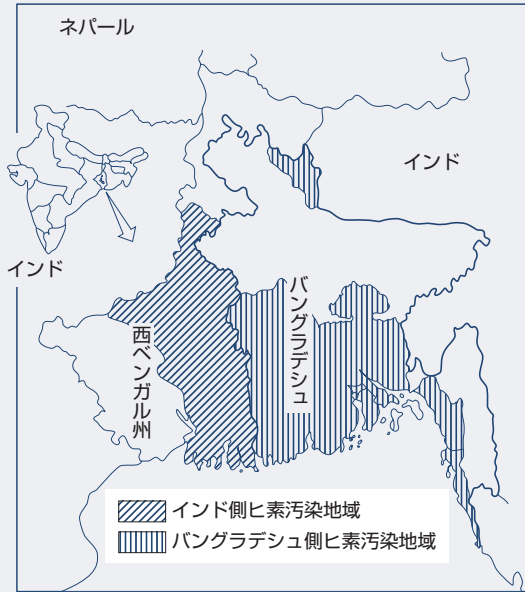 ネパール
インド
インド
バングラデシュ
西ベンガル州
インド側ヒ素汚染地域
バングラデシュ側ヒ素汚染地域